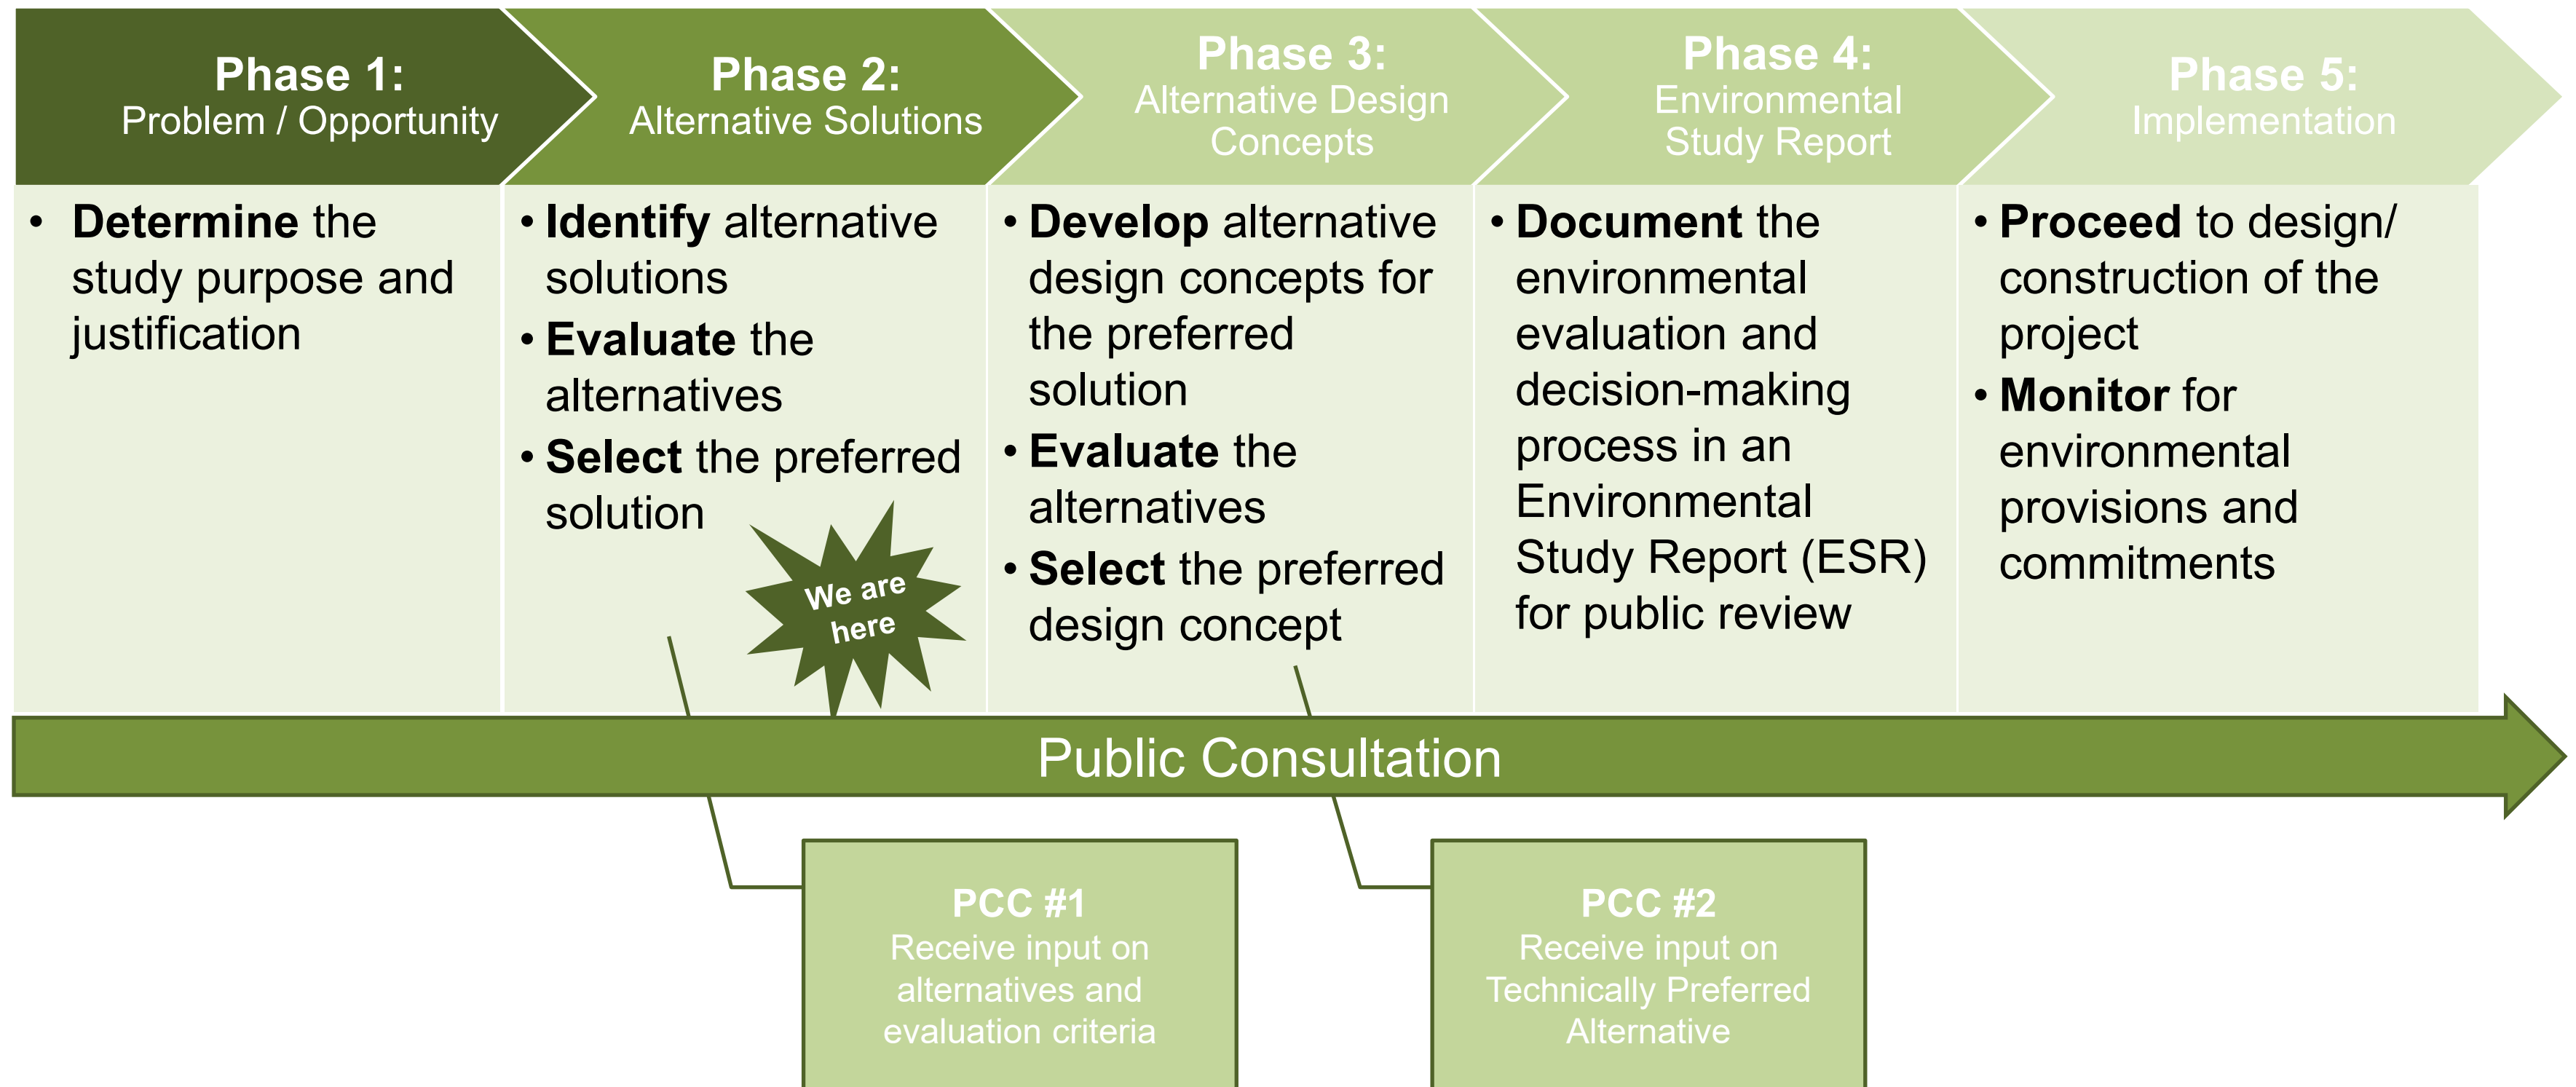 Phase 1:
Problem / Opportunity
Phase 2:
Alternative Solutions
Phase 3:
Alternative Design
Concepts
Phase 4:
Environmental
Study Report
Phase 5:
Implementation
• Determine the
study purpose and
justification
• Identify alternative
solutions
• Evaluate the
alternatives
• Select the preferred
solution
We are
here
• Develop alternative
design concepts for
the preferred
solution
• Evaluate the
alternatives
• Select the preferred
design concept
• Document the
environmental
evaluation and
decision-making
process in an
Environmental
Study Report (ESR)
for public review
• Proceed to design/
construction of the
project
• Monitor for
environmental
provisions and
commitments
Public Consultation
PCC #1
Receive input on
alternatives and
evaluation criteria
PCC #2
Receive input on
Technically Preferred
Alternative